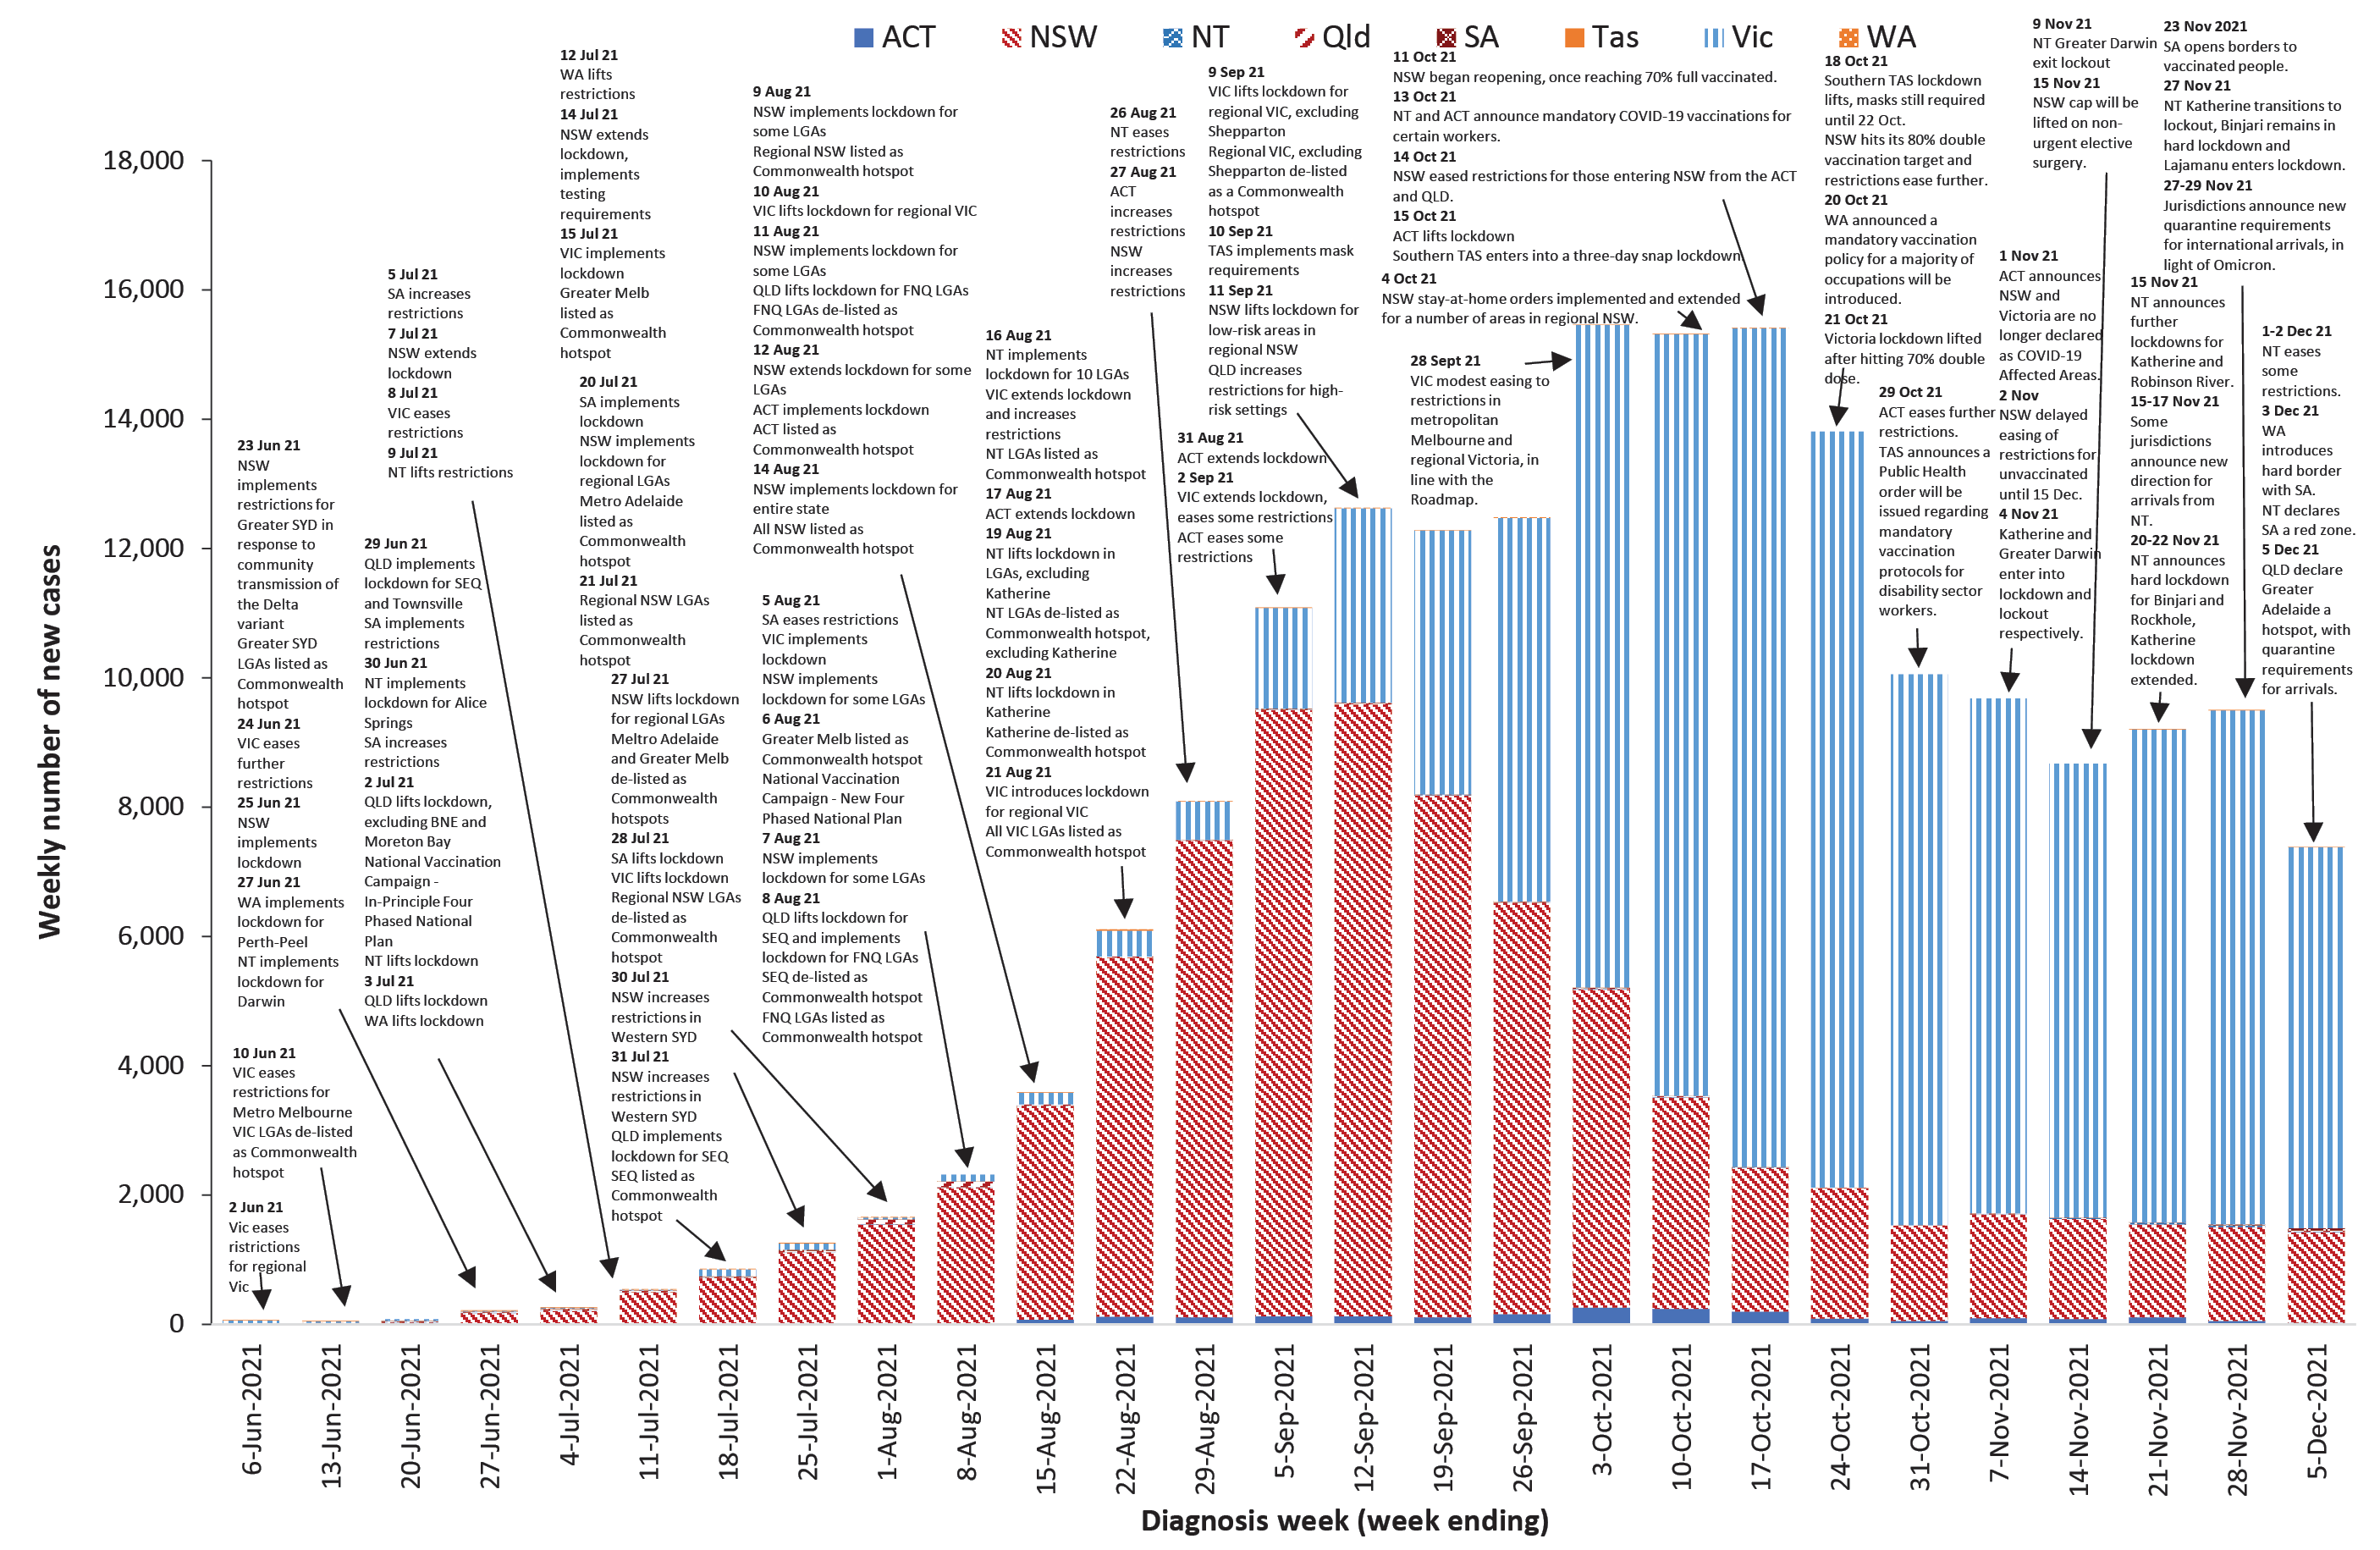 ACT NSW NT Qld SA Tas Vic WA
Weekly number of new cases
18,000
16,000
14,000
12,000
10,000
8,000
6,000
4,000
2,000
0
2 Jun 21
Vic eases
ristrictions
for regional
Vic
10 Jun 21
VIC eases
restrictions for
Metro Melbourne
VIC LGAs de-listed
as Commonwealth
hotspot
23 Jun 21
NSW
implements
restrictions for
Greater SYD in
response to
community
transmission of
the Delta
variant
Greater SYD
LGAs listed as
Commonwealth
hotspot
24 Jun 21
VIC eases
further
restrictions
25 Jun 21
NSW
implements
lockdown
27 Jun 21
WA implements
lockdown for
Perth-Peel
NT implements
lockdown for
Darwin
29 Jun 21
QLD implements
lockdown for SEQ
and Townsville
SA implements
restrictions
30 Jun 21
NT implements
lockdown for Alice
Springs
SA increases
restrictions
2 Jul 21
QLD lifts lockdown,
excluding BNE and
Moreton Bay
National Vaccination
Campaign -
In-Principle Four
Phased National
Plan
NT lifts lockdown
3 Jul 21
QLD lifts lockdown
WA lifts lockdown
5 Jul 21
SA increases
restrictions
7 Jul 21
NSW extends
lockdown
8 Jul 21
VIC eases
restrictions
9 Jul 21
NT lifts restrictions
12 Jul 21
WA lifts
restrictions
14 Jul 21
NSW extends
lockdown,
implements
testing
requirements
15 Jul 21
VIC implements
lockdown
Greater Melb
listed as
Commonwealth
hotspot
20 Jul 21
SA implements
lockdown
NSW implements
lockdown for
regional LGAs
Metro Adelaide
listed as
Commonwealth
hotspot
21 Jul 21
Regional NSW LGAs
listed as
Commonwealth
hotspot
27 Jul 21
NSW lifts lockdown
for regional LGAs
Meltro Adelaide
and Greater Melb
de-listed as
Commonwealth
hotspots
28 Jul 21
SA lifts lockdown
VIC lifts lockdown
Regional NSW LGAs
de-listed as
Commonwealth
hotspot
30 Jul 21
NSW increases
restrictions in
Western SYD
31 Jul 21
NSW increases
restrictions in
Western SYD
QLD implements
lockdown for SEQ
SEQ listed as
Commonwealth
hotspot
9 Aug 21
NSW implements lockdown for
some LGAs
Regional NSW listed as
Commonwealth hotspot
10 Aug 21
VIC lifts lockdown for regional VIC
11 Aug 21
NSW implements lockdown for
some LGAs
QLD lifts lockdown for FNQ LGAs
FNQ LGAs de-listed as
Commonwealth hotspot
12 Aug 21
NSW extends lockdown for some
LGAs
ACT implements lockdown
ACT listed as
Commonwealth hotspot
14 Aug 21
NSW implements lockdown for
entire state
All NSW listed as
Commonwealth hotspot
5 Aug 21
SA eases restrictions
VIC implements
lockdown
NSW implements
lockdown for some LGAs
6 Aug 21
Greater Melb listed as
Commonwealth hotspot
National Vaccination
Campaign - New Four
Phased National Plan
7 Aug 21
NSW implements
lockdown for some LGAs
8 Aug 21
QLD lifts lockdown for
SEQ and implements
lockdown for FNQ LGAs
SEQ de-listed as
Commonwealth hotspot
FNQ LGAs listed as
Commonwealth hotspot
16 Aug 21
NT implements
lockdown for 10 LGAs
VIC extends lockdown
and increases
restrictions
NT LGAs listed as
Commonwealth hotspot
17 Aug 21
ACT extends lockdown
19 Aug 21
NT lifts lockdown in
LGAs, excluding
Katherine
NT LGAs de-listed as
Commonwealth hotspot,
excluding Katherine
20 Aug 21
NT lifts lockdown in
Katherine
Katherine de-listed as
Commonwealth hotspot
21 Aug 21
VIC introduces lockdown
for regional VIC
All VIC LGAs listed as
Commonwealth hotspot
26 Aug 21
NT eases
restrictions
27 Aug 21
ACT
increases
restrictions
NSW
increases
restrictions
31 Aug 21
ACT extends lockdown
2 Sep 21
VIC extends lockdown,
eases some restrictions
ACT eases some
restrictions
9 Sep 21
VIC lifts lockdown for
regional VIC, excluding
Shepparton
Regional VIC, excluding
Shepparton de-listed
as a Commonwealth
hotspot
10 Sep 21
TAS implements mask
requirements
11 Sep 21
NSW lifts lockdown for
low-risk areas in
regional NSW
QLD increases
restrictions for high-
risk settings
28 Sept 21
VIC modest easing to
restrictions in
metropolitan
Melbourne and
regional Victoria, in
line with the
Roadmap.
11 Oct 21
NSW began reopening, once reaching 70% full vaccinated.
13 Oct 21
NT and ACT announce mandatory COVID-19 vaccinations for
certain workers.
14 Oct 21
NSW eased restrictions for those entering NSW from the ACT
and QLD.
15 Oct 21
ACT lifts lockdown
Southern TAS enters into a three-day snap lockdown
4 Oct 21
NSW stay-at-home orders implemented and extended
for a number of areas in regional NSW.
18 Oct 21
Southern TAS lockdown
lifts, masks still required
until 22 Oct.
NSW hits its 80% double
vaccination target and
restrictions ease further.
20 Oct 21
WA announced a
mandatory vaccination
policy for a majority of
occupations will be
introduced.
21 Oct 21
Victoria lockdown lifted
after hitting 70% double
dose.
29 Oct 21
ACT eases further
restrictions.
TAS announces a
Public Health
order will be
issued regarding
mandatory
vaccination
protocols for
disability sector
workers.
1 Nov 21
ACT announces
NSW and
Victoria are no
longer declared
as COVID-19
Affected Areas.
2 Nov
NSW delayed
easing of
restrictions for
unvaccinated
until 15 Dec.
4 Nov 21
Katherine and
Greater Darwin
enter into
lockdown and
lockout
respectively.
9 Nov 21
NT Greater Darwin
exit lockout
15 Nov 21
NSW cap will be
lifted on non-
urgent elective
surgery.
15 Nov 21
NT announces
further
lockdowns for
Katherine and
Robinson River.
15-17 Nov 21
Some
jurisdictions
announce new
direction for
arrivals from
NT.
20-22 Nov 21
NT announces
hard lockdown
for Binjari and
Rockhole,
Katherine
lockdown
extended.
23 Nov 2021
SA opens borders to
vaccinated people.
27 Nov 21
NT Katherine transitions to
lockout, Binjari remains in
hard lockdown and
Lajamanu enters lockdown.
27-29 Nov 21
Jurisdictions announce new
quarantine requirements
for international arrivals, in
light of Omicron.
1-2 Dec 21
NT eases
some
restrictions.
3 Dec 21
WA
introduces
hard border
with SA.
NT declares
SA a red zone.
5 Dec 21
QLD declare
Greater
Adelaide a
hotspot, with
quarantine
requirements
for arrivals.
6-Jun-2021
13-Jun-2021
20-Jun-2021
27-Jun-2021
4-Jul-2021
11-Jul-2021
18-Jul-2021
25-Jul-2021
1-Aug-2021
8-Aug-2021
15-Aug-2021
22-Aug-2021
29-Aug-2021
5-Sep-2021
12-Sep-2021
19-Sep-2021
26-Sep-2021
3-Oct-2021
10-Oct-2021
17-Oct-2021
24-Oct-2021
31-Oct-2021
7-Nov-2021
14-Nov-2021
21-Nov-2021
28-Nov-2021
5-Dec-2021
Diagnosis week (week ending)